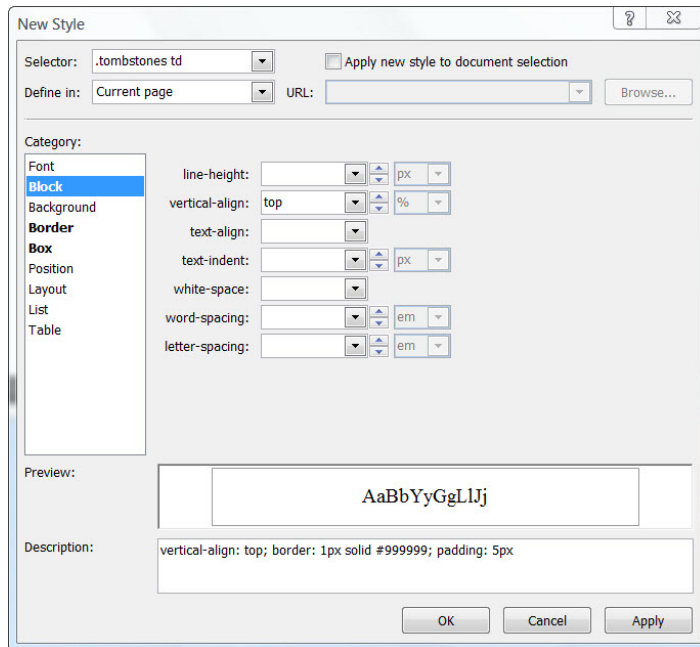 New Style
Selector: .tombstones td Apply new style to document selection
Define in: Current page URL: Browse...
Category:
Font
Block
Background
Border
Box
Position
Layout
List
Table
line-height: px
vertical-align: top %
text-align:
text-indent: px
white-space:
word-spacing: em
letter-spacing: em
Preview:
AaBbYyGgLlJj
Description:
vertical-align: top; border: 1px solid #999999; padding: 5px
OK Cancel Apply